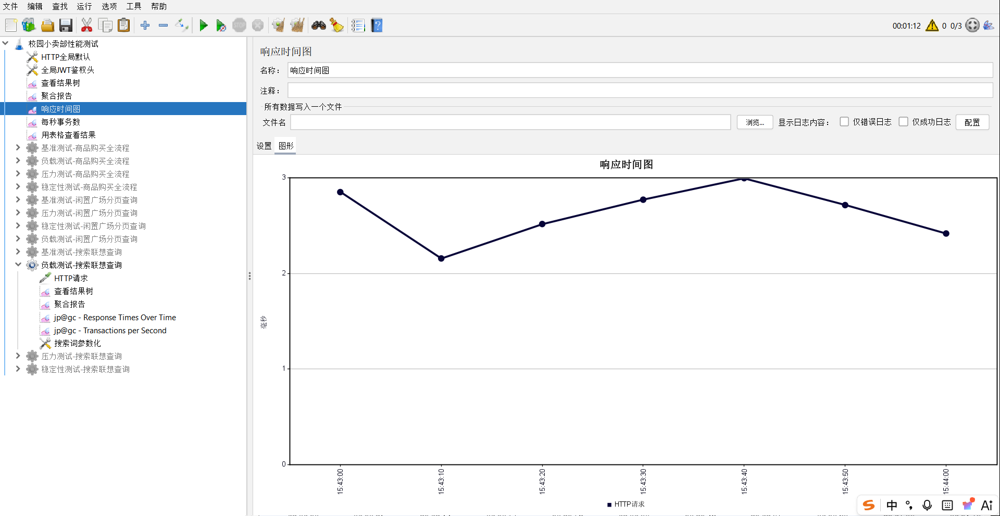 文件 编辑 查找 运行 选项 工具 帮助
STOP
00:01:12 0 0/3
校园小卖部性能测试
HTTP全局默认
全局JWT鉴权头
查看结果树
聚合报告
响应时间图
每秒事务数
用表格查看结果
基准测试-商品购买全流程
负载测试-商品购买全流程
压力测试-商品购买全流程
稳定性测试-商品购买全流程
基准测试-闲置广场分页查询
压力测试-闲置广场分页查询
稳定性测试-闲置广场分页查询
负载测试-闲置广场分页查询
基准测试-搜索联想查询
负载测试-搜索联想查询
HTTP请求
查看结果树
聚合报告
jp@gc - Response Times Over Time
jp@gc - Transactions per Second
搜索词参数化
压力测试-搜索联想查询
稳定性测试-搜索联想查询
响应时间图
名称： 响应时间图
注释：
所有数据写入一个文件
文件名 浏览... 显示日志内容： 仅错误日志 仅成功日志 配置
设置 图形
响应时间图
3
2
1
0
毫秒
15:43:00 15:43:10 15:43:20 15:43:30 15:43:40 15:43:50 15:44:00
HTTP请求
S 中 Ai